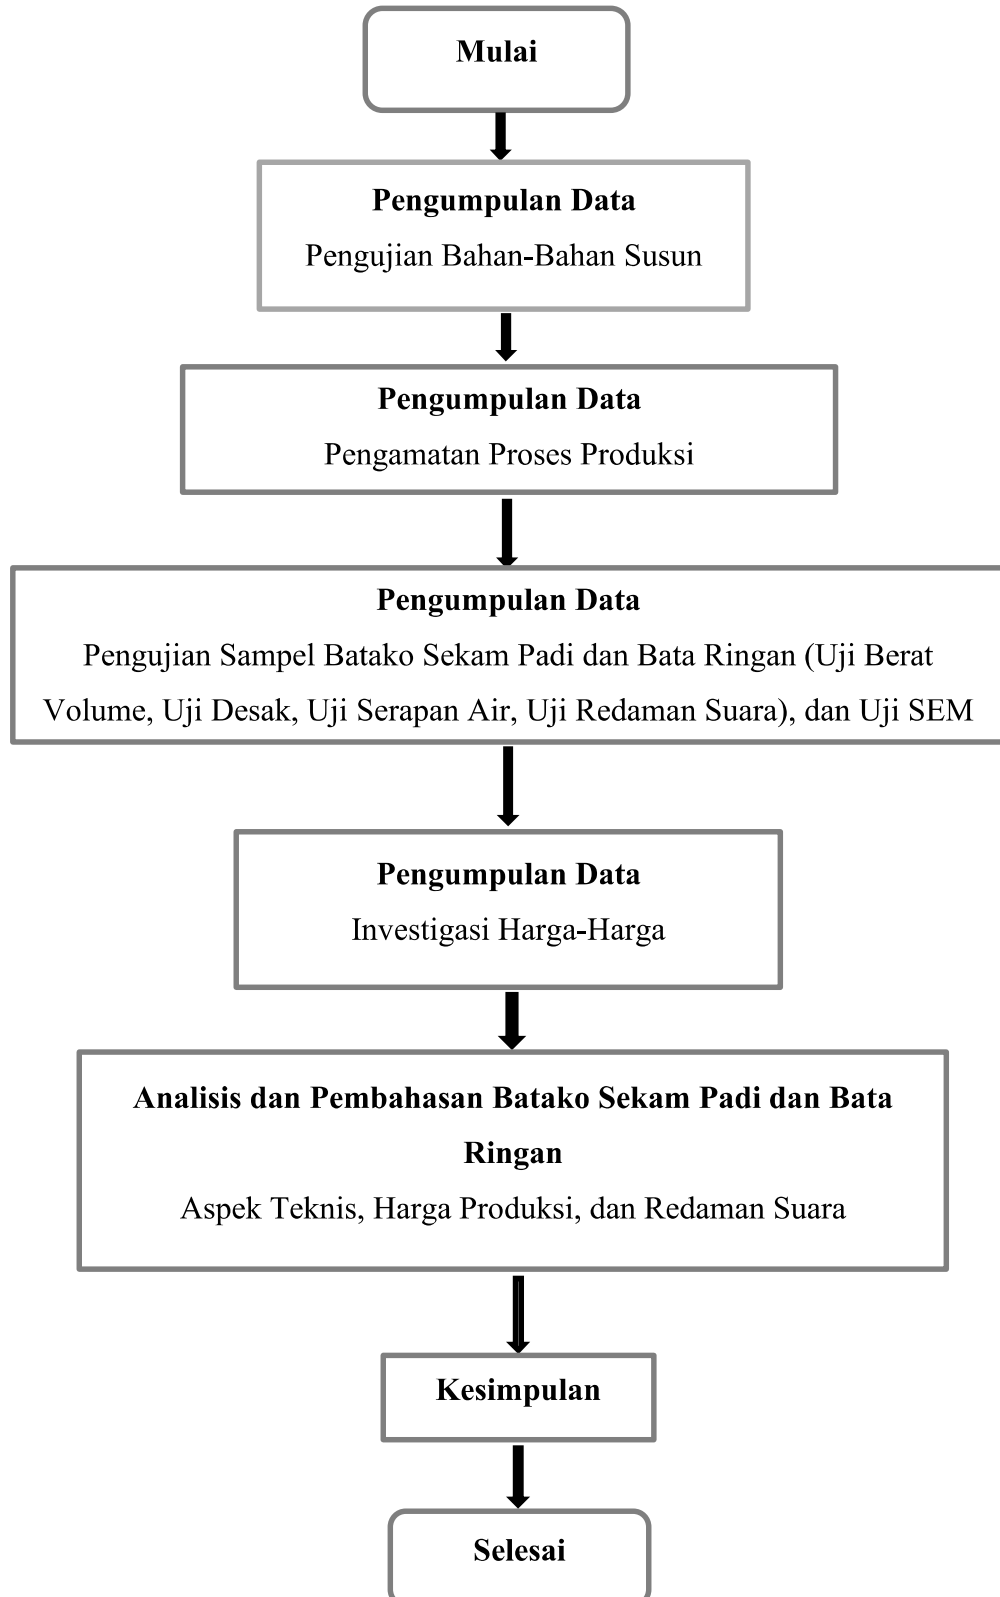 Mulai
Pengumpulan Data
Pengujian Bahan-Bahan Susun
Pengumpulan Data
Pengamatan Proses Produksi
Pengumpulan Data
Pengujian Sampel Batako Sekam Padi dan Bata Ringan (Uji Berat
Volume, Uji Desak, Uji Serapan Air, Uji Redaman Suara), dan Uji SEM
Pengumpulan Data
Investigasi Harga-Harga
Analisis dan Pembahasan Batako Sekam Padi dan Bata
Ringan
Aspek Teknis, Harga Produksi, dan Redaman Suara
Kesimpulan
Selesai